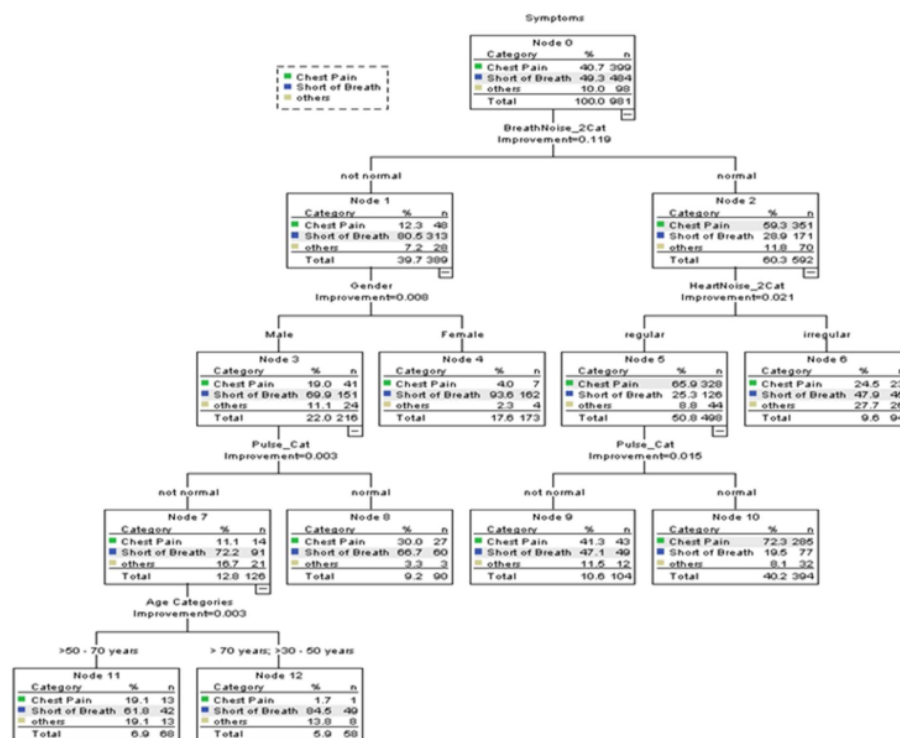 Symptoms
Node 0
Category % n
Chest Pain 40.7 399
Short of Breath 49.3 484
others 10.0 98
Total 100.0 981
Chest Pain
Short of Breath
others
BreathNoise_2Cat
Improvement=0.119
not normal
normal
Node 1
Category % n
Chest Pain 12.3 48
Short of Breath 80.5 313
others 7.2 28
Total 39.7 389
Node 2
Category % n
Chest Pain 59.3 351
Short of Breath 28.9 171
others 11.8 70
Total 60.3 592
Gender
Improvement=0.008
HeartNoise_2Cat
Improvement=0.021
Male
Female
regular
irregular
Node 3
Category % n
Chest Pain 19.0 41
Short of Breath 69.9 151
others 11.1 24
Total 22.0 216
Node 4
Category % n
Chest Pain 4.0 7
Short of Breath 93.6 162
others 2.3 4
Total 17.6 173
Node 5
Category % n
Chest Pain 65.9 328
Short of Breath 25.3 126
others 8.8 44
Total 50.8 498
Node 6
Category %
Chest Pain 24.5
Short of Breath 47.9
others 27.7
Total 9.6
Pulse_Cat
Improvement=0.003
Pulse_Cat
Improvement=0.015
not normal
normal
not normal
normal
Node 7
Category % n
Chest Pain 11.1 14
Short of Breath 72.2 91
others 16.7 21
Total 12.8 126
Node 8
Category % n
Chest Pain 30.0 27
Short of Breath 66.7 60
others 3.3 3
Total 9.2 90
Node 9
Category % n
Chest Pain 41.3 43
Short of Breath 47.1 49
others 11.5 12
Total 10.6 104
Node 10
Category % n
Chest Pain 72.3 285
Short of Breath 19.5 77
others 8.1 32
Total 40.2 394
Age Categories
Improvement=0.003
>50 - 70 years
> 70 years; >30 - 50 years
Node 11
Category % n
Chest Pain 19.1 13
Short of Breath 61.8 42
others 19.1 13
Total 6.9 68
Node 12
Category % n
Chest Pain 1.7 1
Short of Breath 84.5 49
others 13.8 8
Total 5.9 58